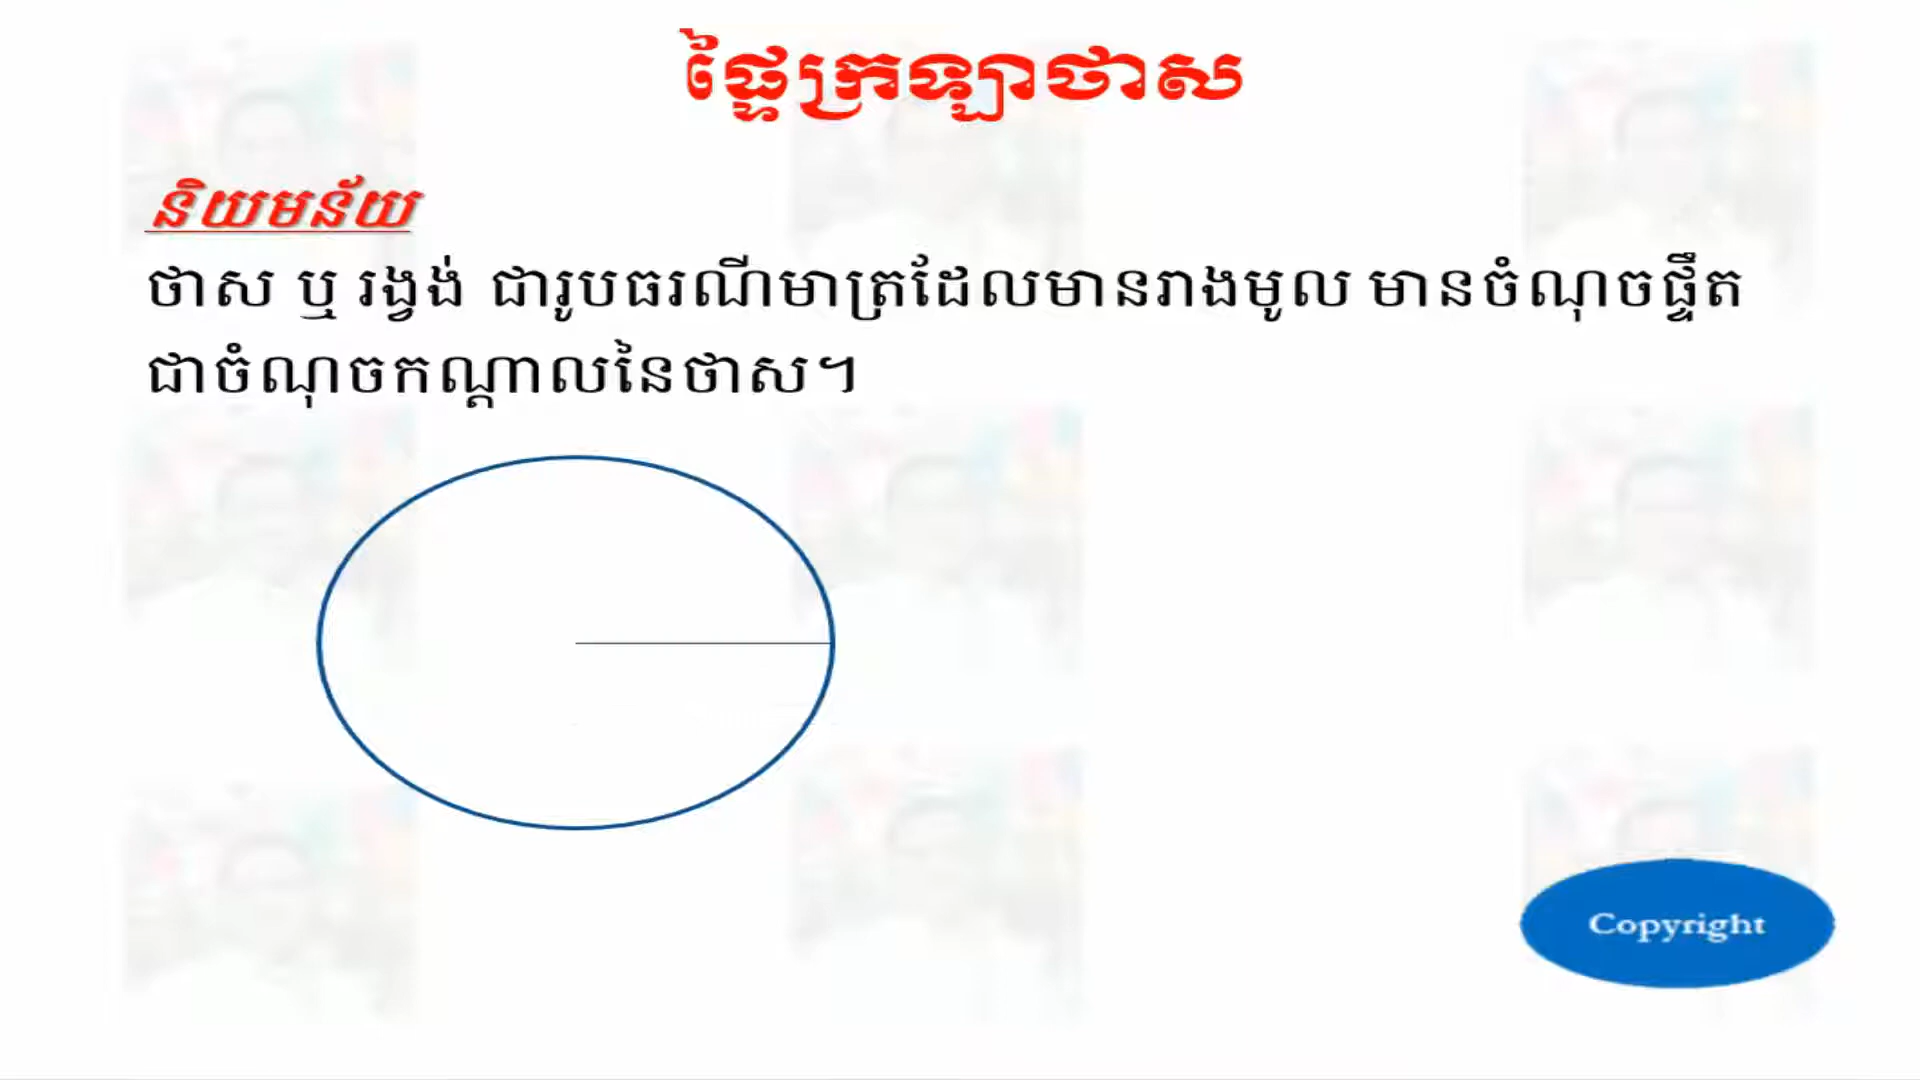 ផ្ទៃក្រឡាថាស
និយមន័យ
ថាស ឬ រង្វង់ ជារូបធរណីមាត្រដែលមានរាងមូល មានចំណុចផ្ចឹត
ជាចំណុចកណ្តាលនៃថាស។
Copyright